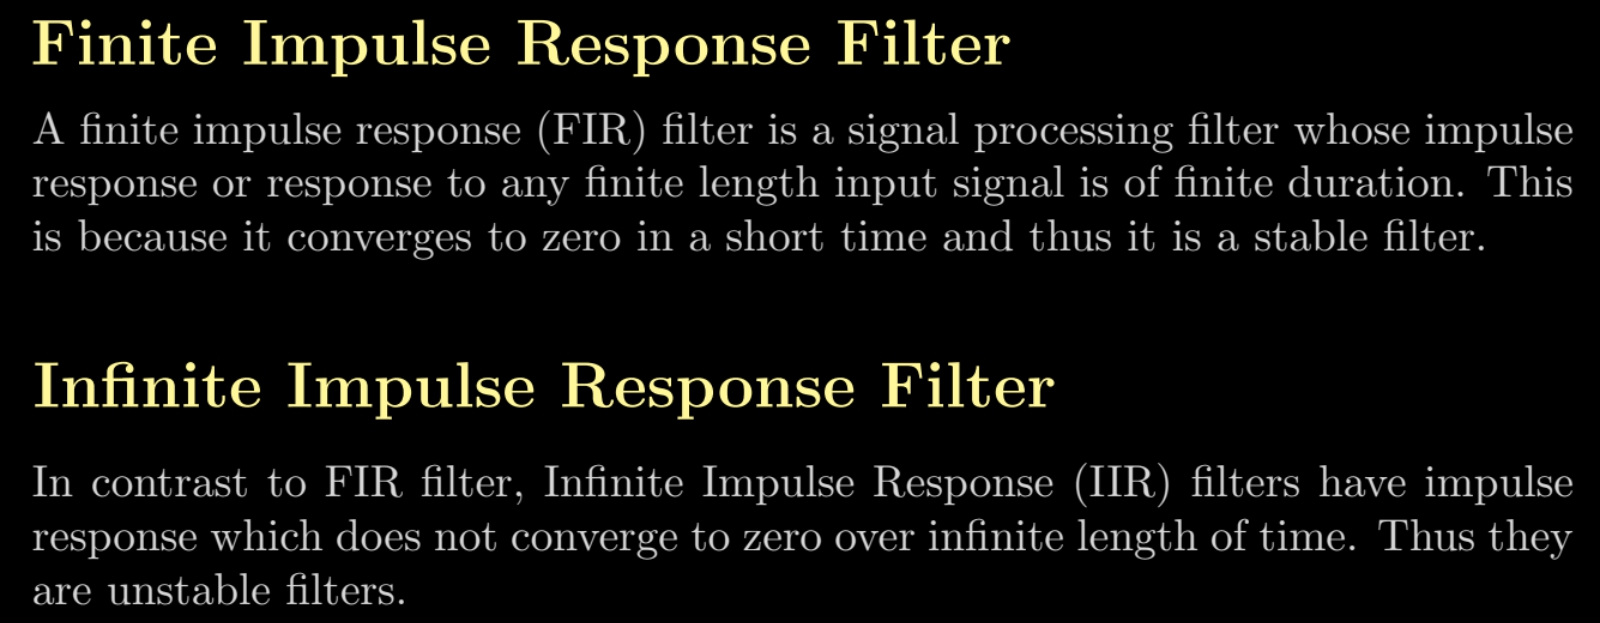 Finite Impulse Response Filter
A finite impulse response (FIR) filter is a signal processing filter whose impulse
response or response to any finite length input signal is of finite duration. This
is because it converges to zero in a short time and thus it is a stable filter.
Infinite Impulse Response Filter
In contrast to FIR filter, Infinite Impulse Response (IIR) filters have impulse
response which does not converge to zero over infinite length of time. Thus they
are unstable filters.